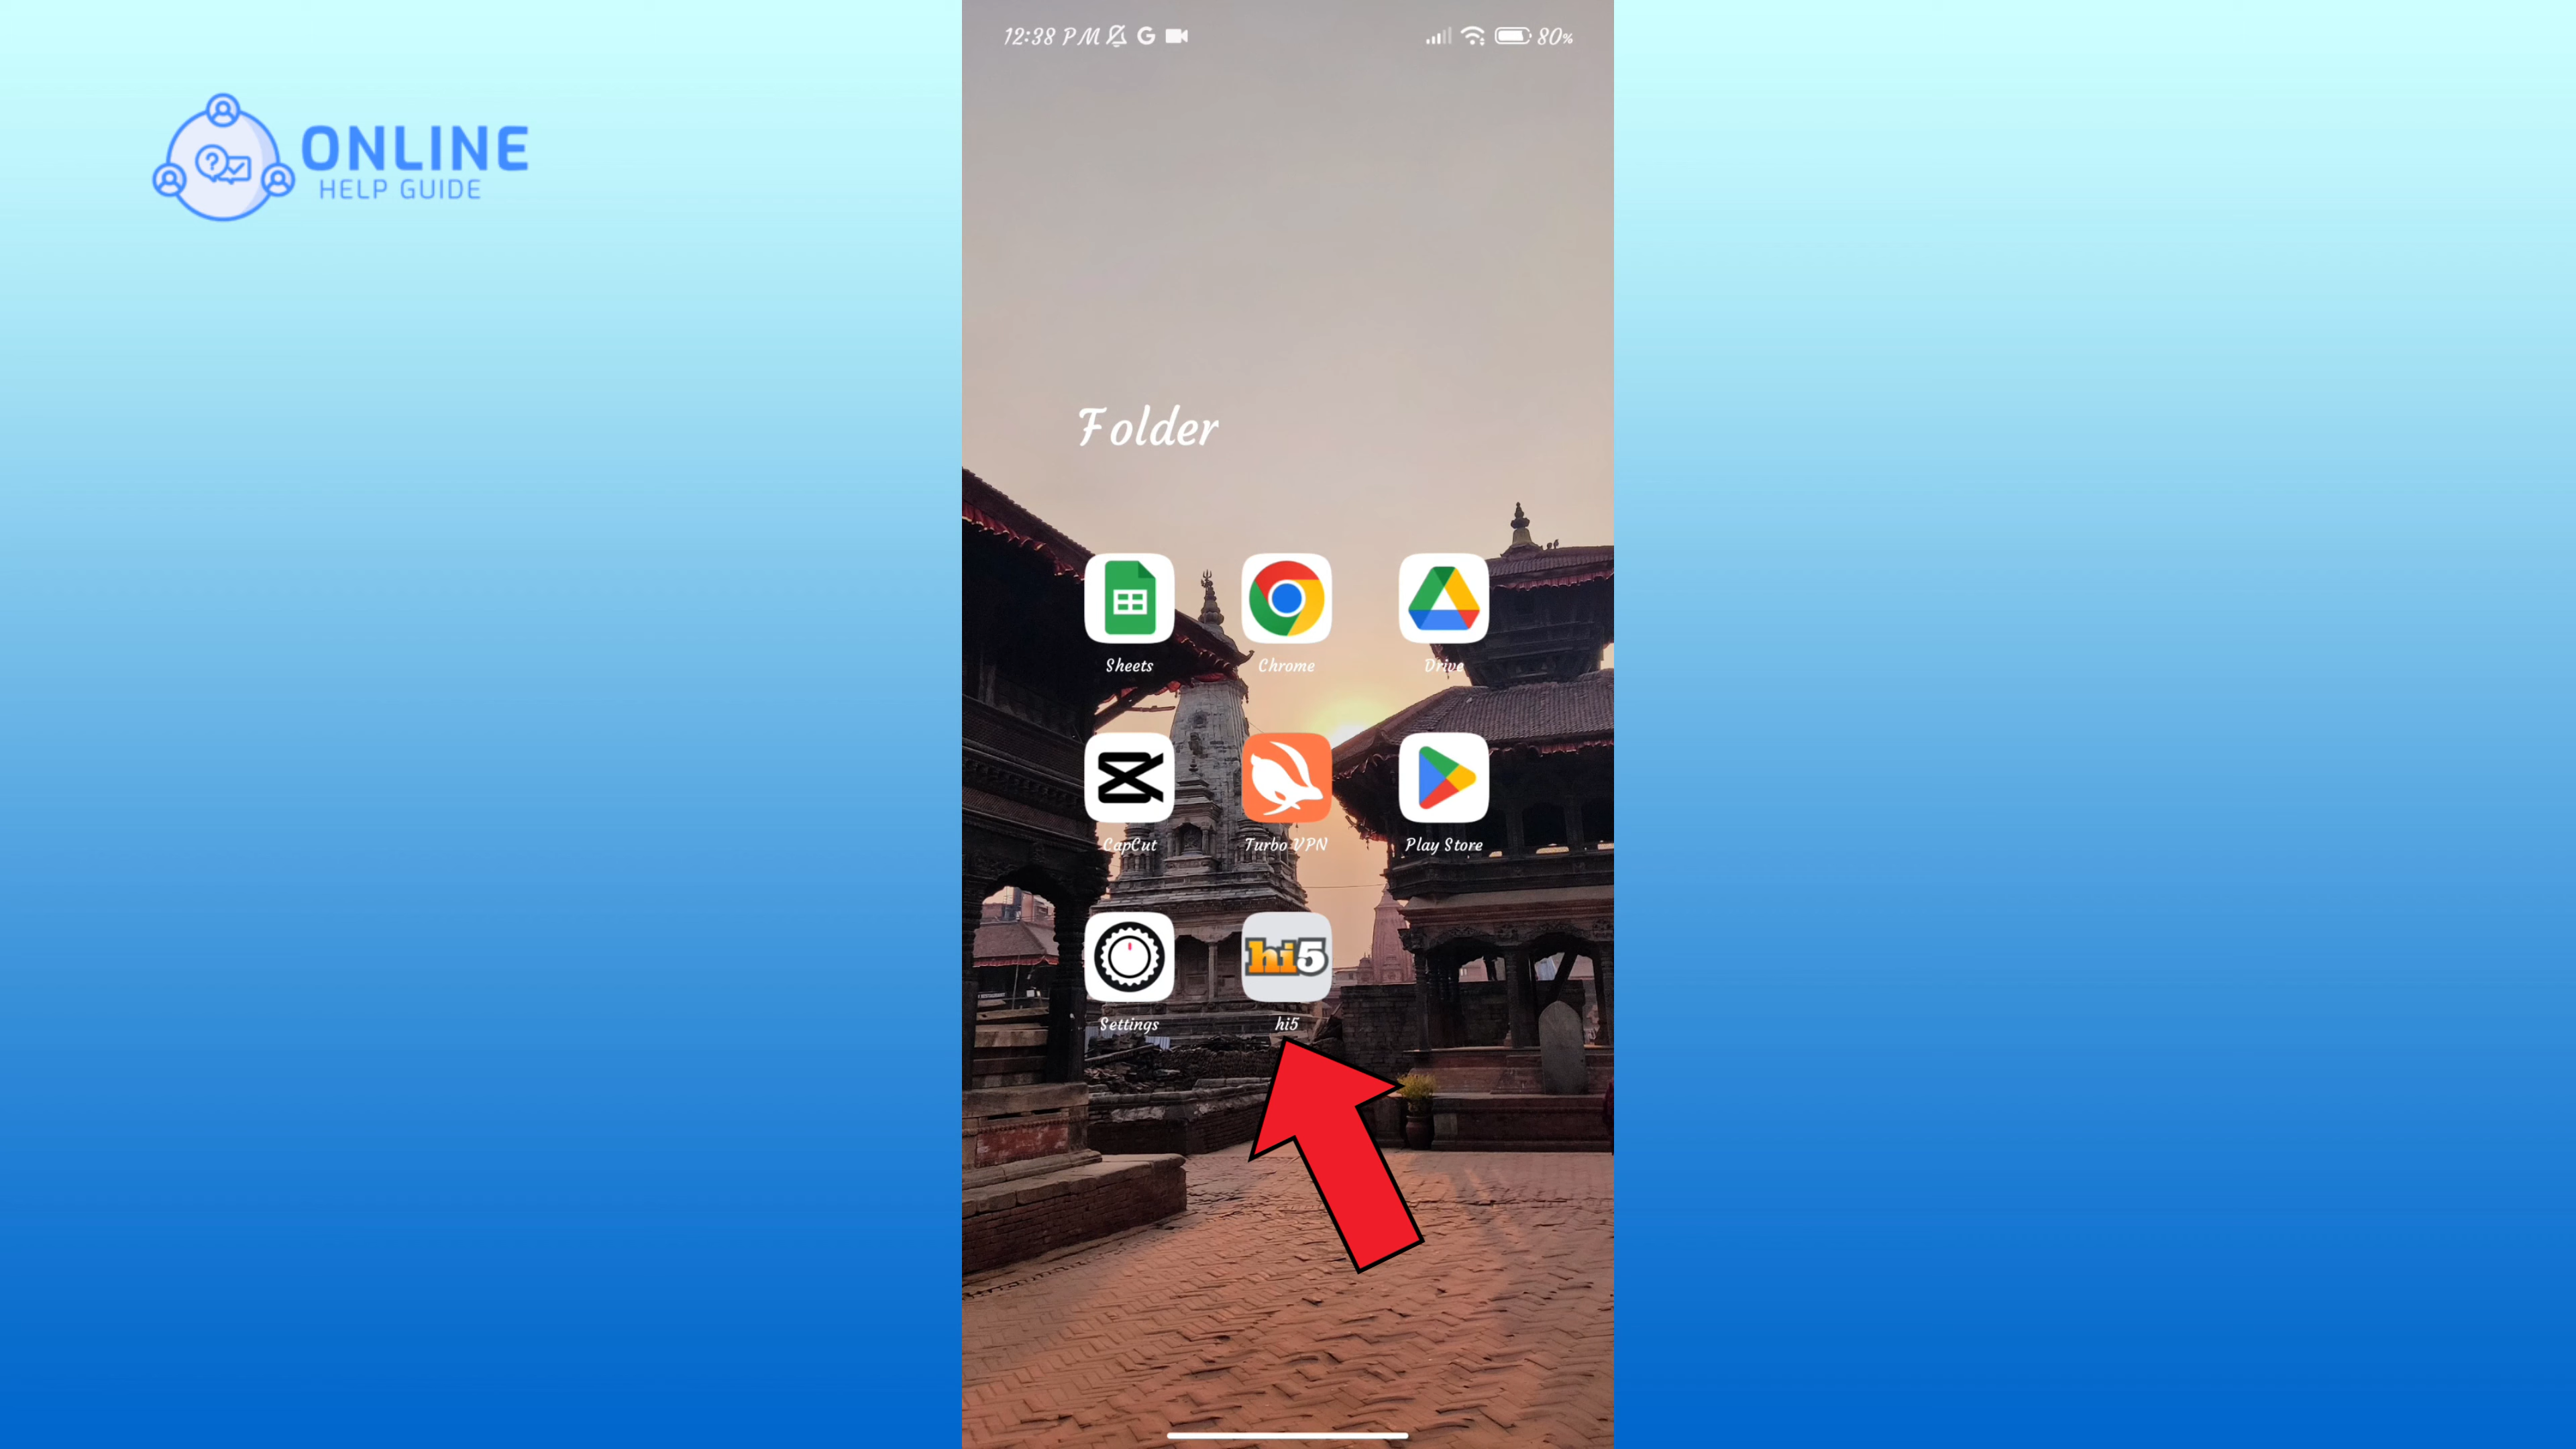 ONLINE
HELP GUIDE
12:38 PM
80%
Folder
Sheets
Chrome
Drive
CapCut
Turbo VPN
Play Store
hi5
Settings
hi5